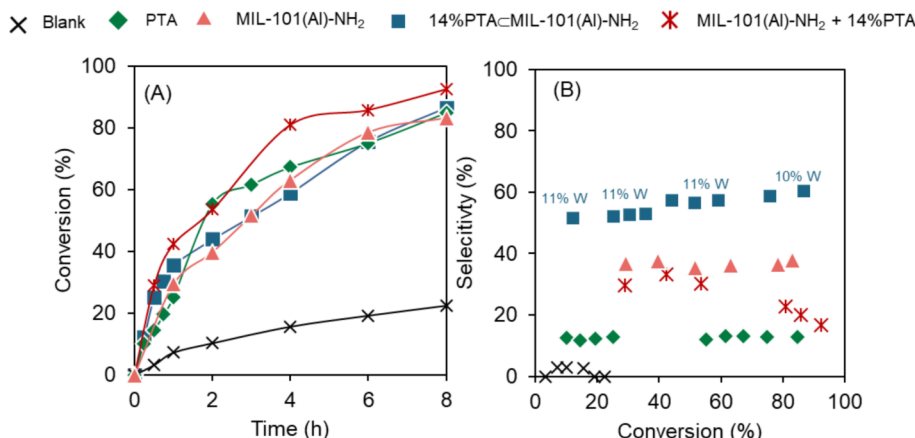 Blank PTA MIL-101(Al)-NH₂ 14%PTA⊂MIL-101(Al)-NH₂ MIL-101(Al)-NH₂ + 14%PTA
(A)
Conversion (%)
100
80
60
40
20
0
0 2 4 6 8
Time (h)
(B)
Selecitivty (%)
100
80
60
40
20
0
11% W 11% W 11% W 10% W
0 20 40 60 80 100
Conversion (%)